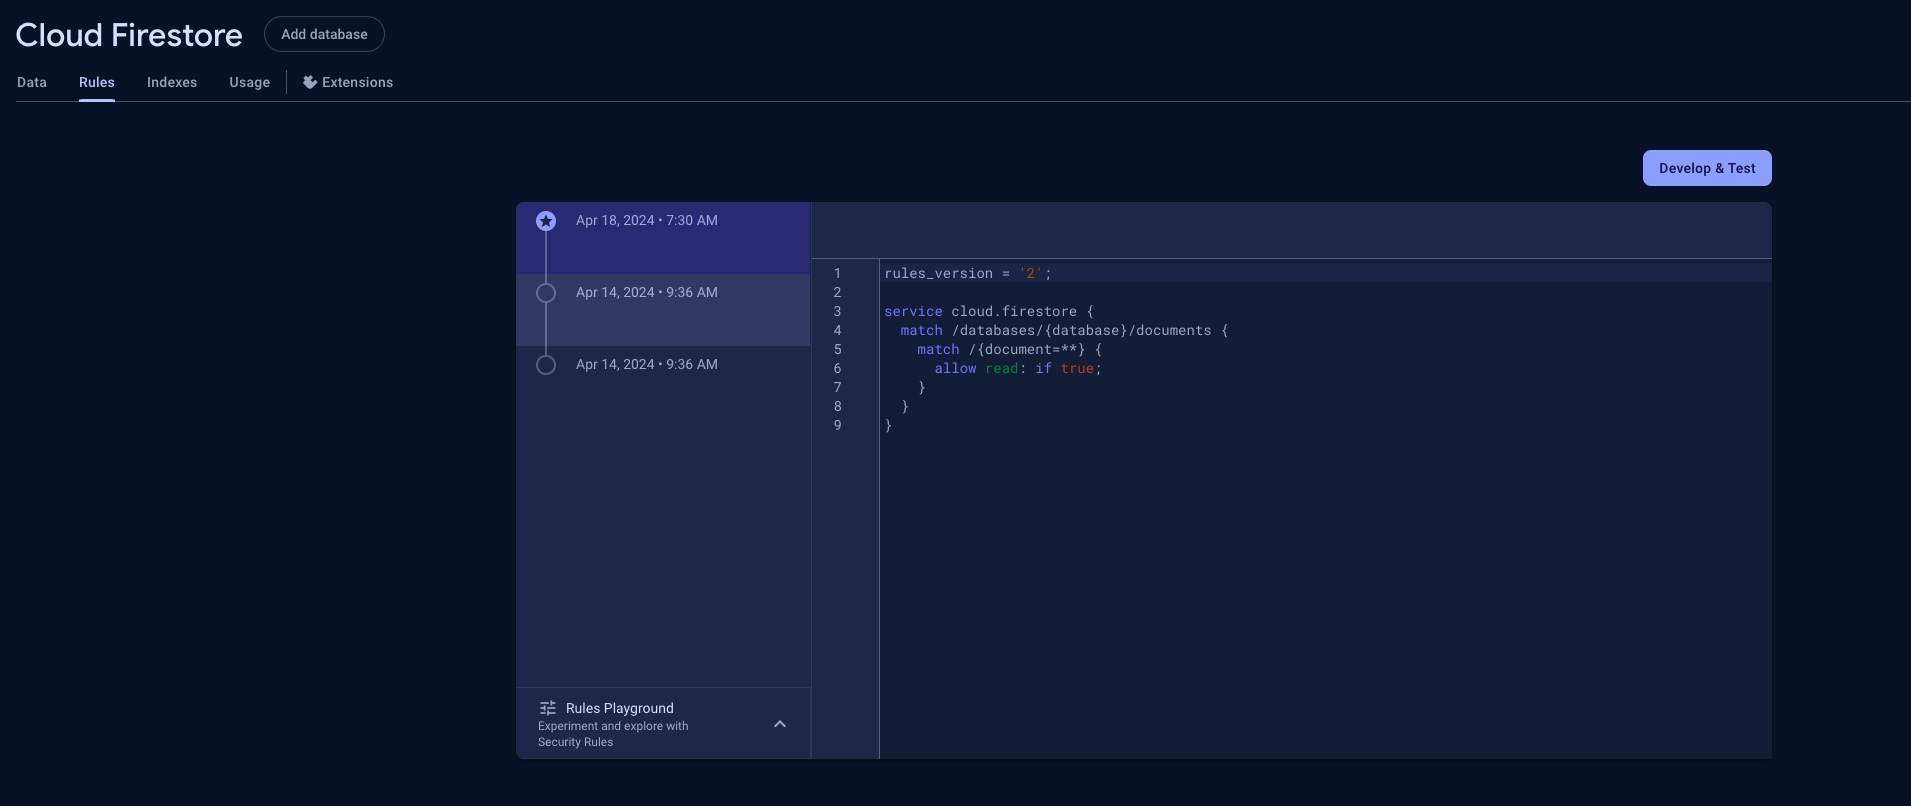 Cloud Firestore
Add database
Data
Rules
Indexes
Usage
Extensions
Develop & Test
Apr 18, 2024 • 7:30 AM
Apr 14, 2024 • 9:36 AM
Apr 14, 2024 • 9:36 AM
1 rules_version = '2';
2
3 service cloud.firestore {
4   match /databases/{database}/documents {
5     match /{document=**} {
6       allow read: if true;
7     }
8   }
9 }
Rules Playground
Experiment and explore with
Security Rules